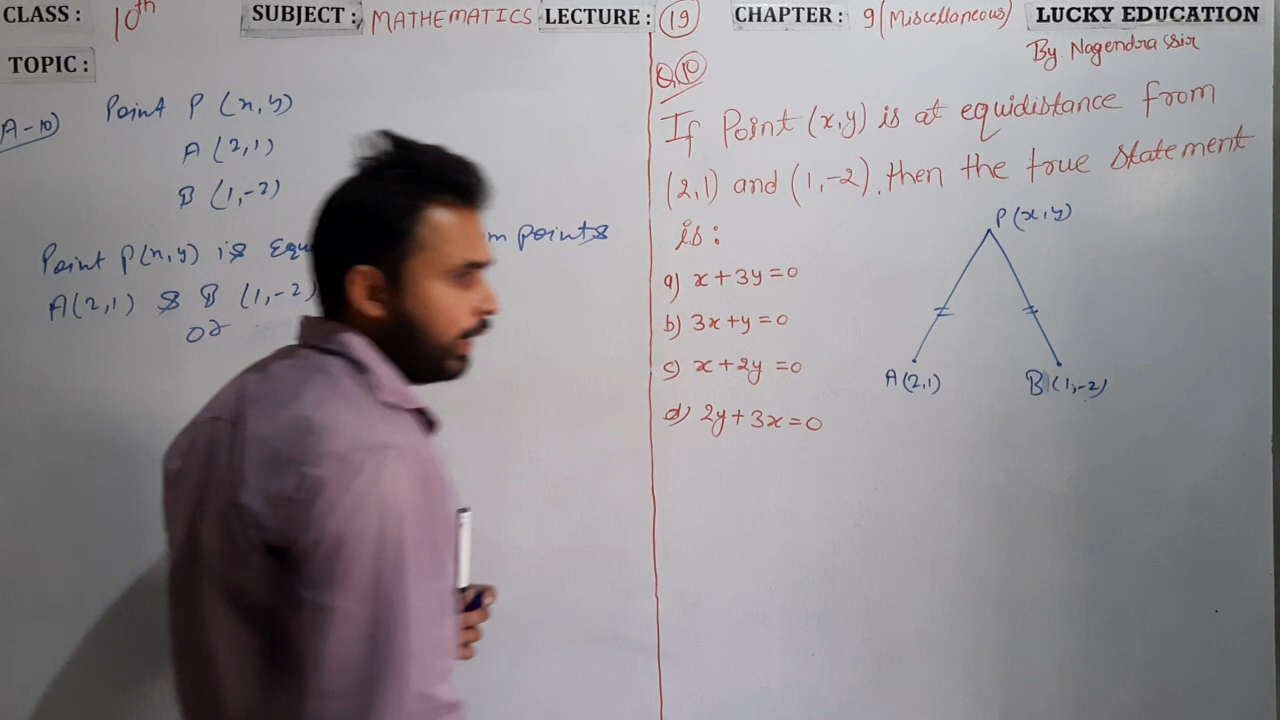 CLASS : 10th SUBJECT : MATHEMATICS LECTURE : 19 CHAPTER : 9 (Miscellaneous) LUCKY EDUCATION
By. Nagendra Sir
TOPIC :
A-10) Point P (x,y)
A (2,1)
B (1,-2)
Point P(x,y) is points
A(2,1) & B (1,-2)
or
Q.10
If Point (x,y) is at equidistance from
(2,1) and (1,-2). then the true statement
is :
a) x + 3y = 0
b) 3x + y = 0
c) x + 2y = 0
d) 2y + 3x = 0
P(x,y)
A(2,1) B(1,-2)